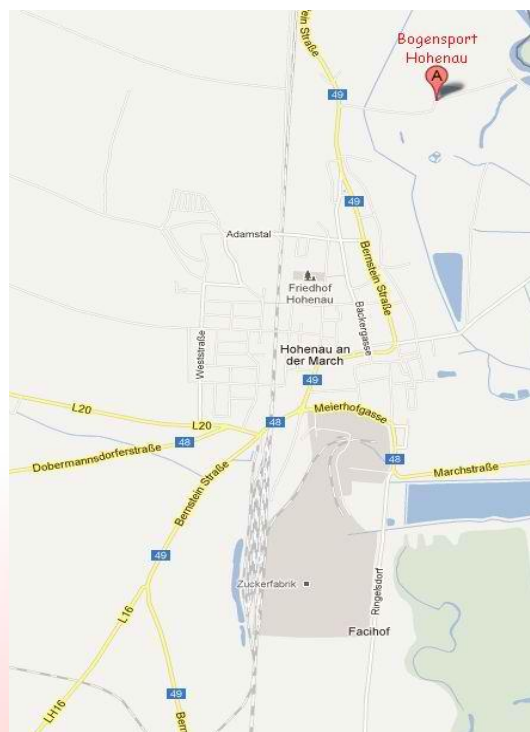 Bernstein Straße
Bogensport
Hohenau
A
49
49
Adamstal
Bernstein Straße
Friedhof
Hohenau
Backergasse
Weststraße
Hohenau an
der March
49
L20
L20
48
Meierhofgasse
48
Dobermannsdorferstraße
Bernstein Straße
48
Marchstraße
49
Zuckerfabrik
Ringelsdorf
L16
Facihof
49
LH16
Bern